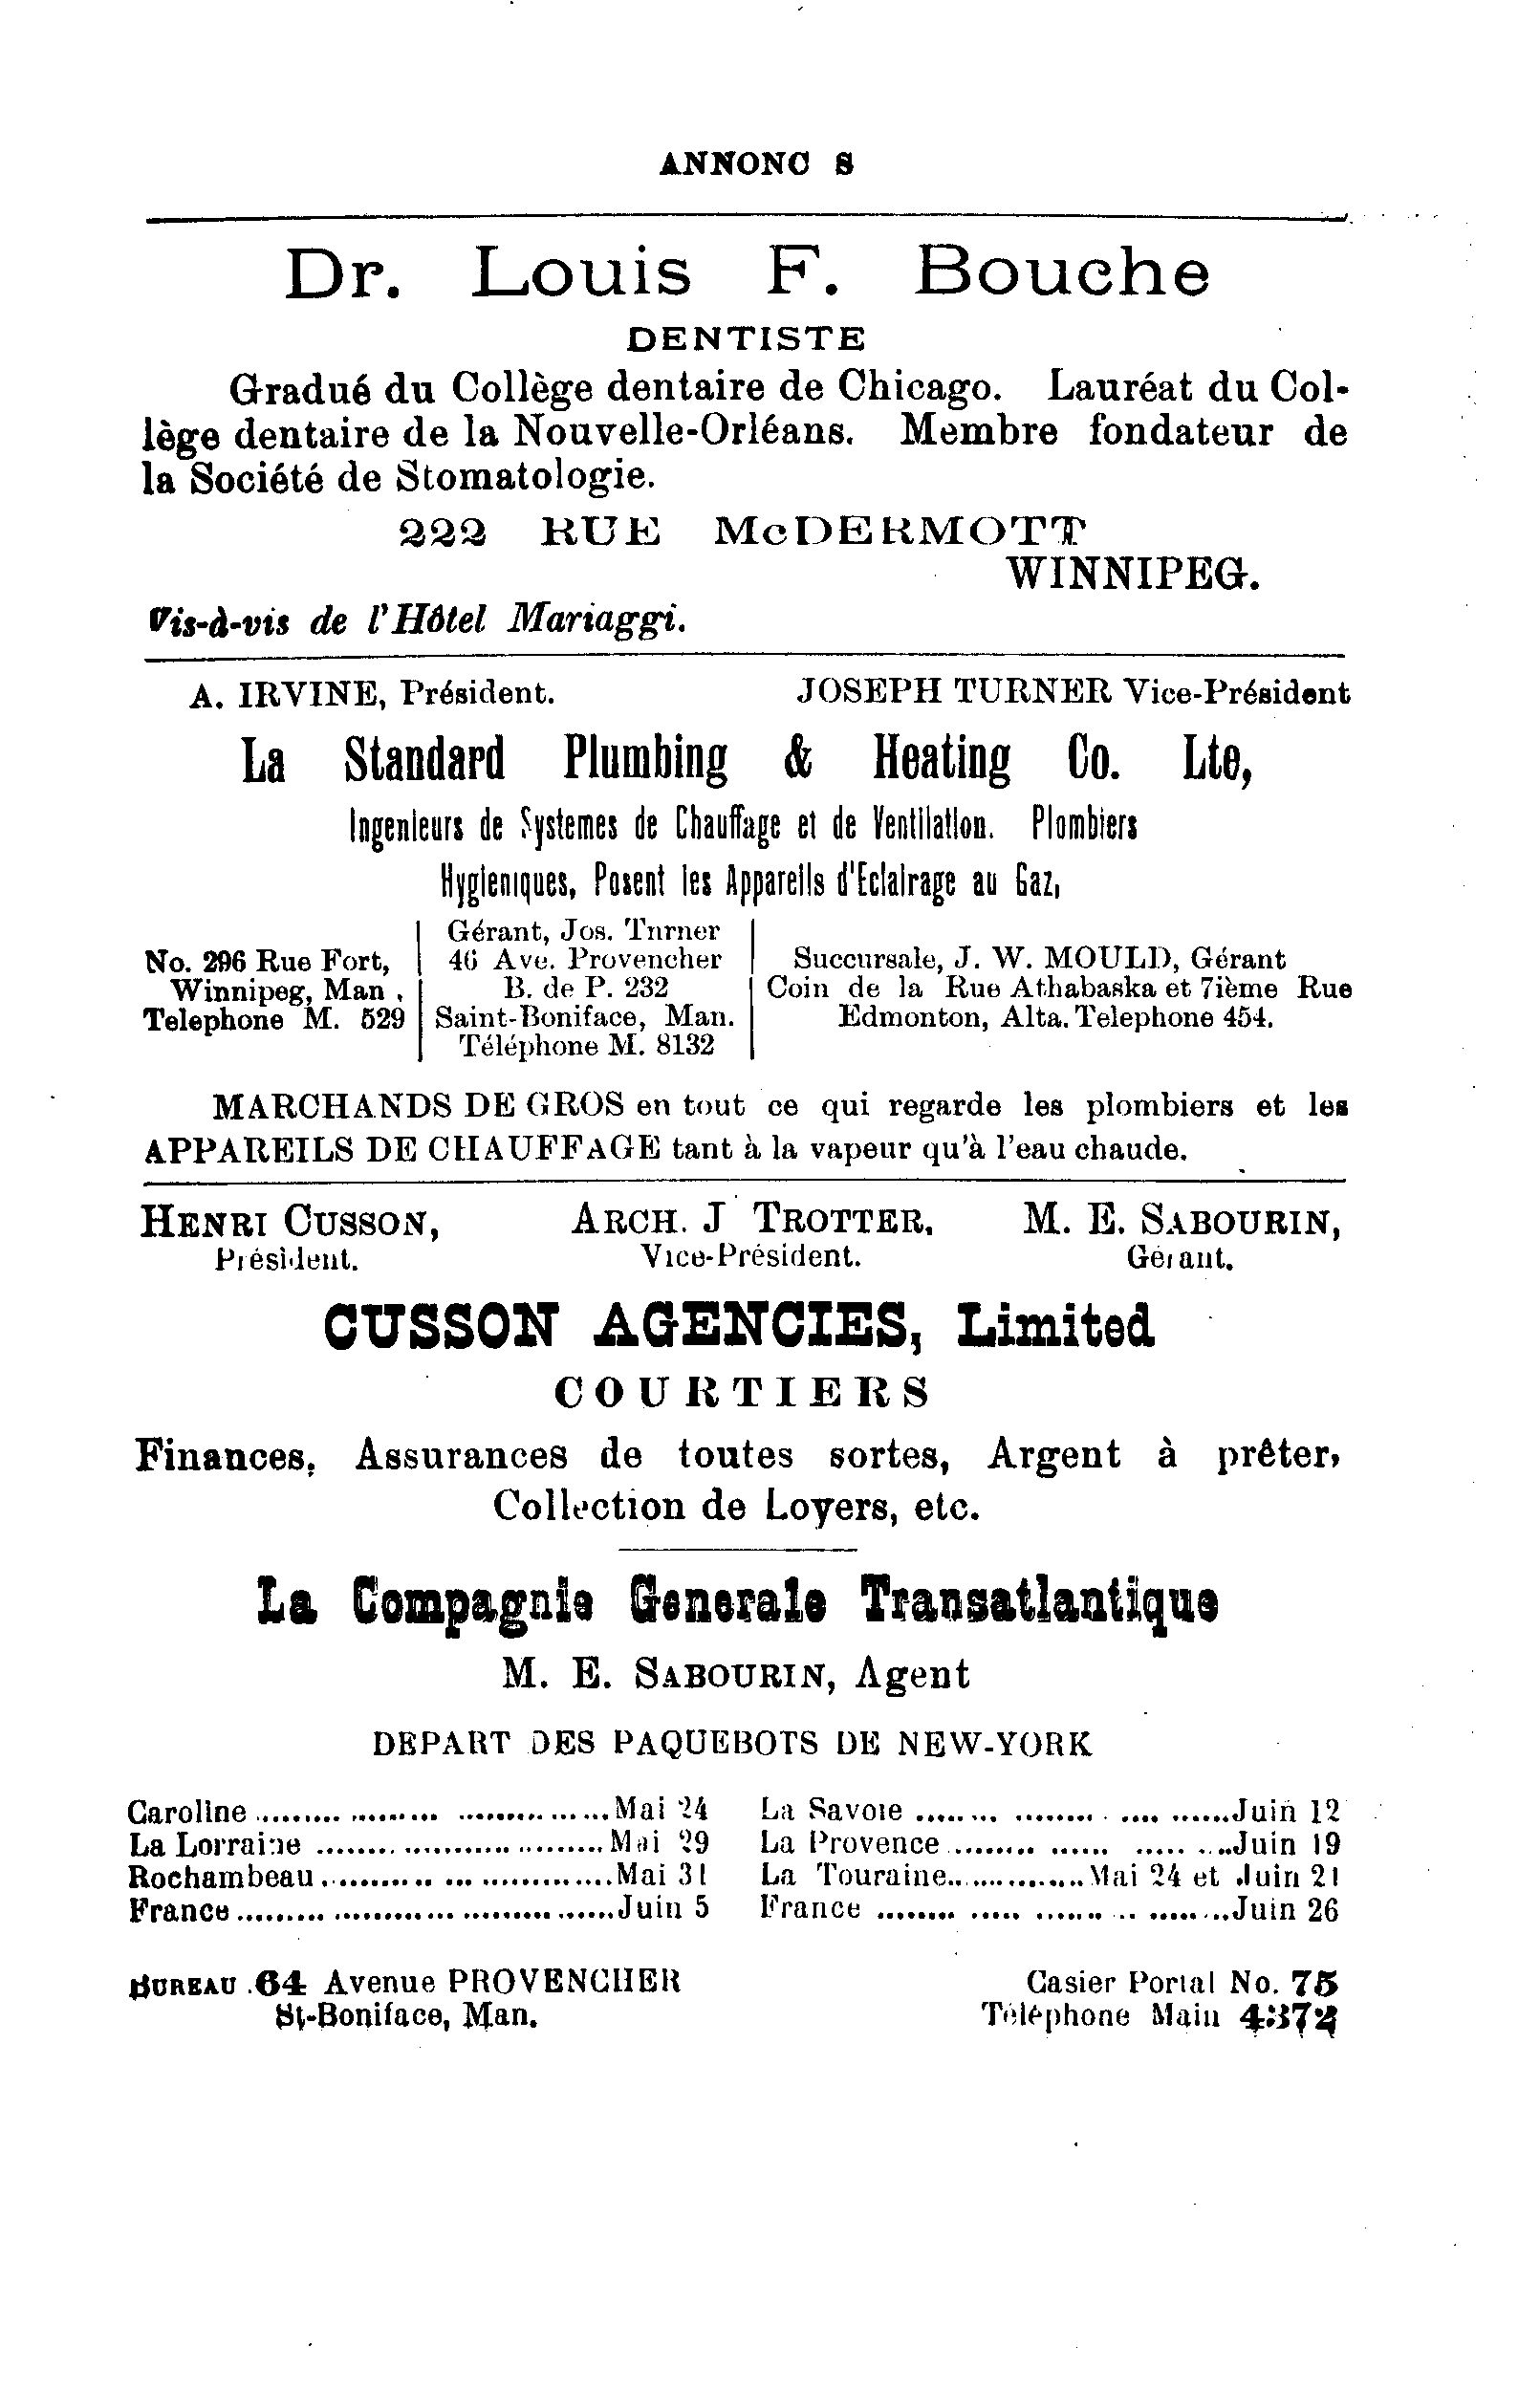 ANNONC S
Dr. Louis F. Bouche
DENTISTE
Gradué du Collège dentaire de Chicago. Lauréat du Col-
lège dentaire de la Nouvelle-Orléans. Membre fondateur de
la Société de Stomatologie.
222 RUE McDERMOTT
WINNIPEG.
Vis-à-vis de l'Hôtel Mariaggi.
A. IRVINE, Président. JOSEPH TURNER Vice-Président
La Standard Plumbing & Heating Co. Lte,
Ingenieurs de Systemes de Chauffage et de Ventilation. Plombiers
Hygieniques, Posent les Appareils d'Eclairage au Gaz,
No. 296 Rue Fort,
Winnipeg, Man.
Telephone M. 529
Gérant, Jos. Turner
46 Ave. Provencher
B. de P. 232
Saint-Boniface, Man.
Téléphone M. 8132
Succursale, J. W. MOULD, Gérant
Coin de la Rue Athabaska et 7ième Rue
Edmonton, Alta. Telephone 454.
MARCHANDS DE GROS en tout ce qui regarde les plombiers et les
APPAREILS DE CHAUFFAGE tant à la vapeur qu'à l'eau chaude.
HENRI CUSSON, ARCH. J TROTTER, M. E. SABOURIN,
Président. Vice-Président. Gérant.
CUSSON AGENCIES, Limited
COURTIERS
Finances, Assurances de toutes sortes, Argent à prêter,
Collection de Loyers, etc.
La Compagnie Generale Transatlantique
M. E. SABOURIN, Agent
DEPART DES PAQUEBOTS DE NEW-YORK
Caroline ........ Mai 24 La Savoie ........ Juin 12
La Lorraine ........ Mai 29 La Provence ........ Juin 19
Rochambeau ........ Mai 31 La Touraine ........ Mai 24 et Juin 21
France ........ Juin 5 France ........ Juin 26
BUREAU 64 Avenue PROVENCHER Casier Portal No. 75
St-Boniface, Man. Téléphone Main 4372